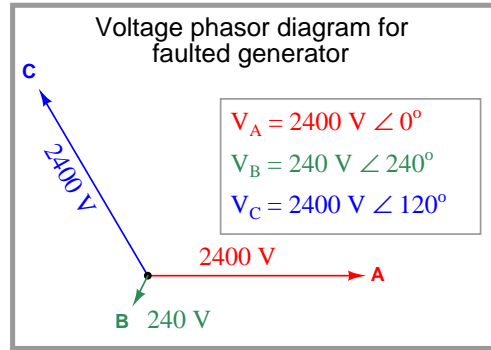 Voltage phasor diagram for
faulted generator
C
V_A = 2400 V ∠ 0°
V_B = 240 V ∠ 240°
V_C = 2400 V ∠ 120°
2400 V
2400 V
A
B
240 V